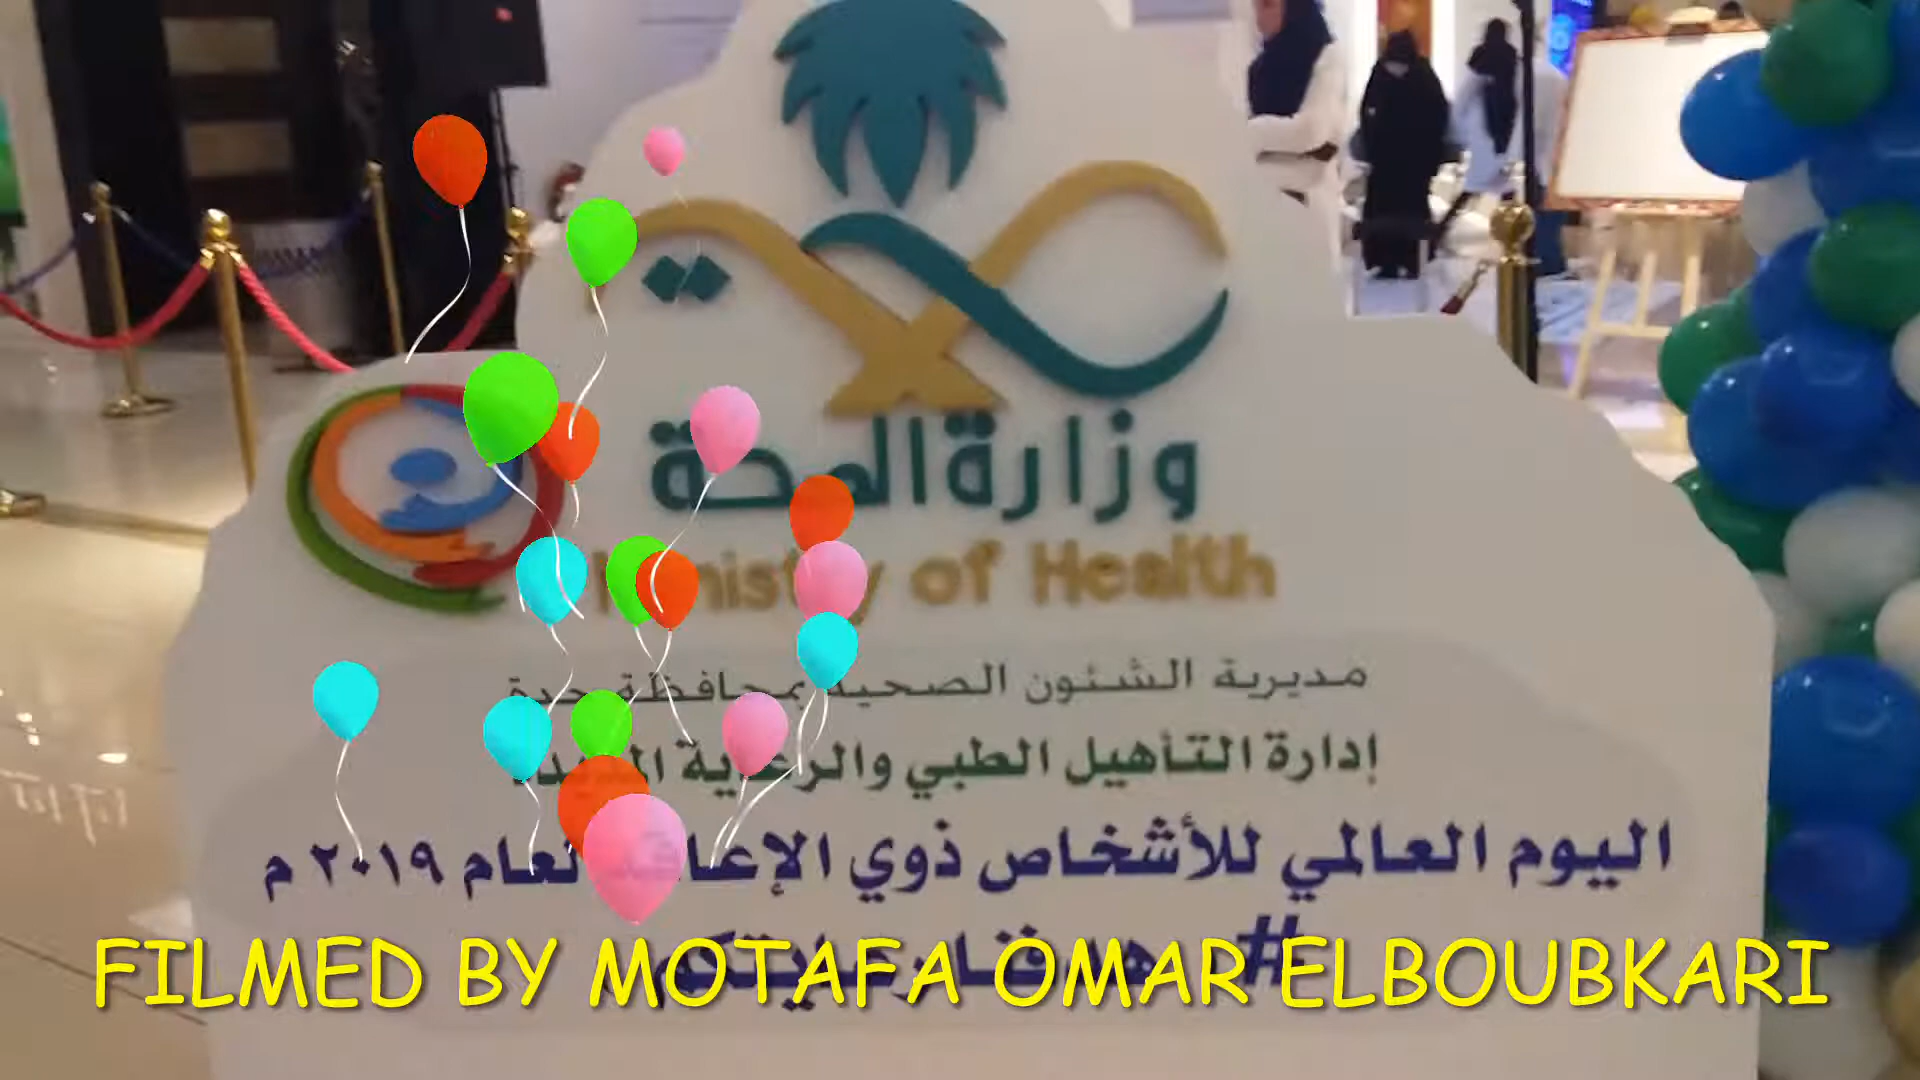 وزارة الصحة
Ministry of Health
مديرية الشئون الصحية بمحافظة جدة
إدارة التأهيل الطبي والرعاية المديدة
اليوم العالمي للأشخاص ذوي الإعاقة لعام ٢٠١٩ م
#
FILMED BY MOTAFA OMAR ELBOUBKARI